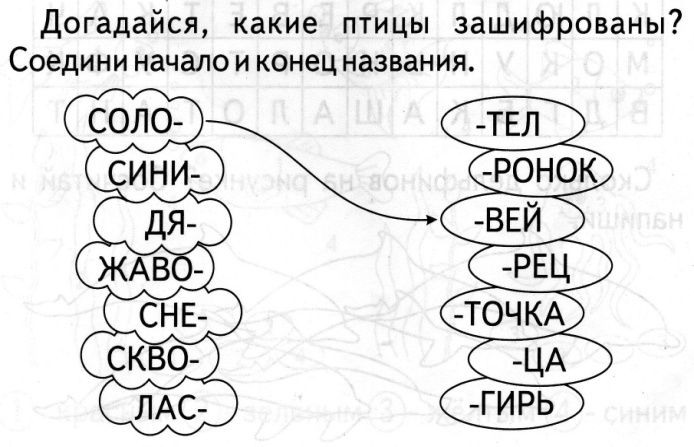 Догадайся, какие птицы зашифрованы?
Соедини начало и конец названия.
СОЛО-
СИНИ-
ДЯ-
ЖАВО-
СНЕ-
СКВО-
ЛАС-
-ТЕЛ
-РОНОК
-ВЕЙ
-РЕЦ
-ТОЧКА
-ЦА
-ГИРЬ